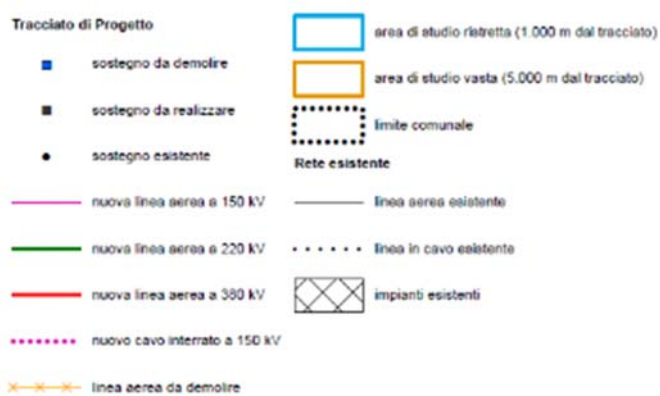 Tracciato di Progetto
sostegno da demolire
sostegno da realizzare
sostegno esistente
nuova linea aerea a 150 kV
nuova linea aerea a 220 kV
nuova linea aerea a 380 kV
nuovo cavo interrato a 150 kV
linea aerea da demolire
area di studio ristretta (1.000 m dal tracciato)
area di studio vasta (5.000 m dal tracciato)
limite comunale
Rete esistente
linea aerea esistente
linea in cavo esistente
impianti esistenti